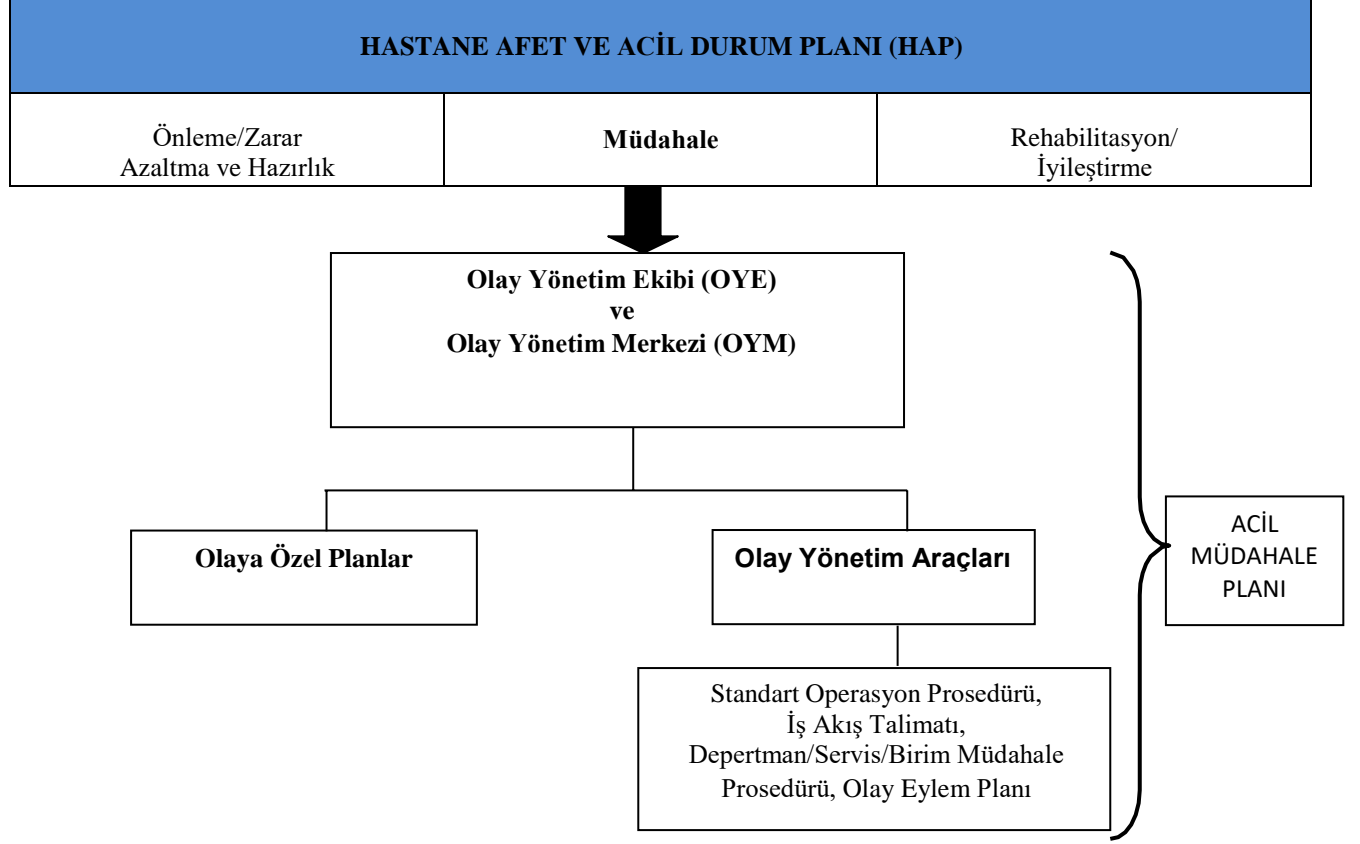 HASTANE AFET VE ACİL DURUM PLANI (HAP)
Önleme/Zarar
Azaltma ve Hazırlık
Müdahale
Rehabilitasyon/
İyileştirme
Olay Yönetim Ekibi (OYE)
ve
Olay Yönetim Merkezi (OYM)
Olaya Özel Planlar
Olay Yönetim Araçları
Standart Operasyon Prosedürü,
İş Akış Talimatı,
Depertman/Servis/Birim Müdahale
Prosedürü, Olay Eylem Planı
ACİL
MÜDAHALE
PLANI